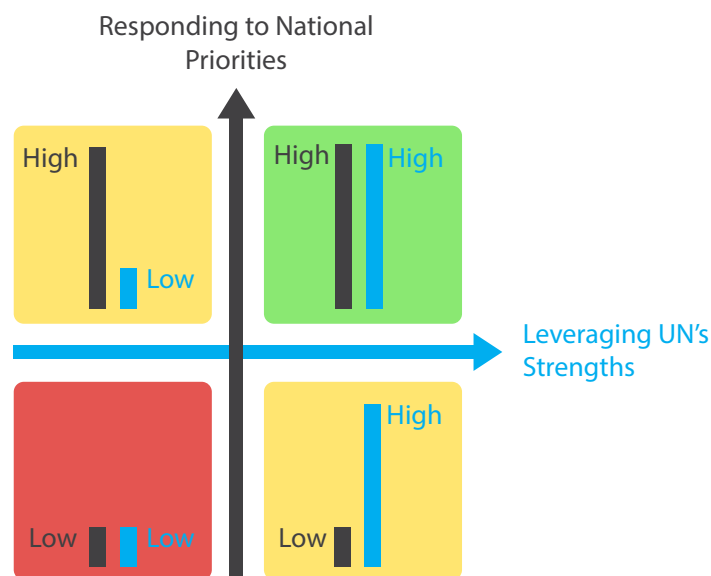 Responding to National
Priorities
High
Low
High
High
Leveraging UN's
Strengths
Low
Low
Low
High